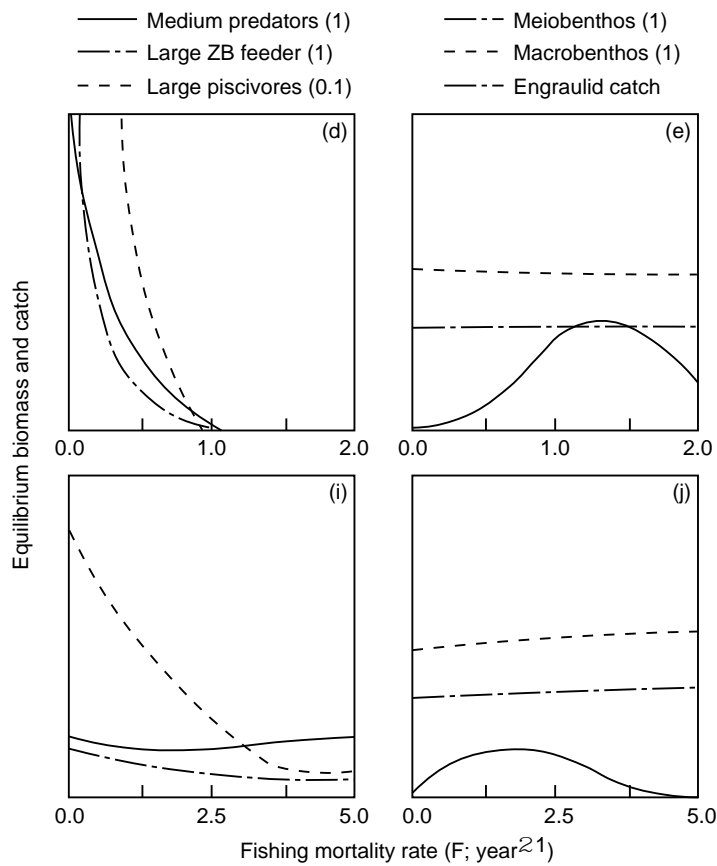 Medium predators (1)
Large ZB feeder (1)
Large piscivores (0.1)
Meiobenthos (1)
Macrobenthos (1)
Engraulid catch
(d)
(e)
0.0 1.0 2.0
0.0 1.0 2.0
Equilibrium biomass and catch
(i)
(j)
0.0 2.5 5.0
0.0 2.5 5.0
Fishing mortality rate (F; year21)